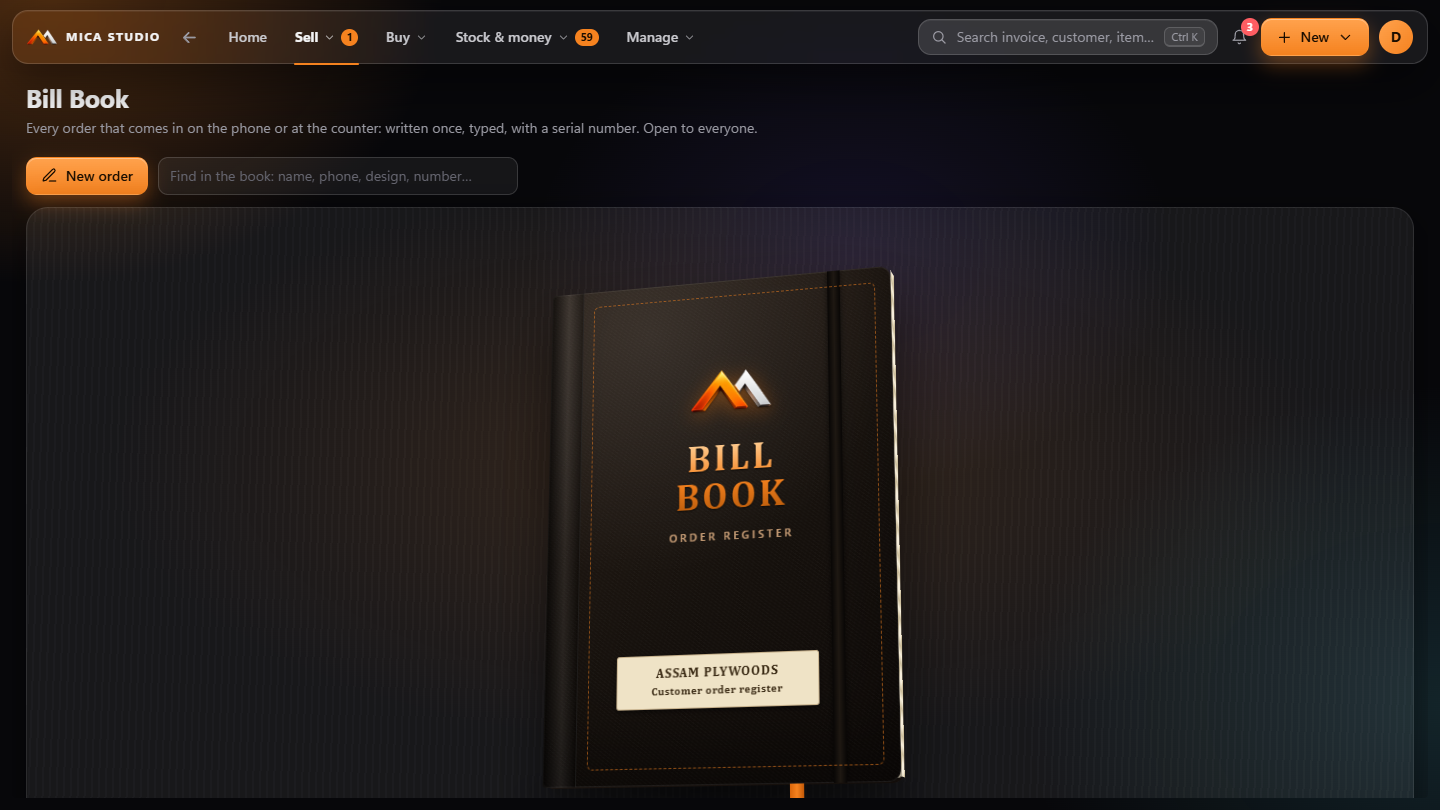 MICA STUDIO
Home
Sell
1
Buy
Stock & money
59
Manage
Search invoice, customer, item...
Ctrl K
3
New
D
Bill Book
Every order that comes in on the phone or at the counter: written once, typed, with a serial number. Open to everyone.
New order
Find in the book: name, phone, design, number...
BILL
BOOK
ORDER REGISTER
ASSAM PLYWOODS
Customer order register